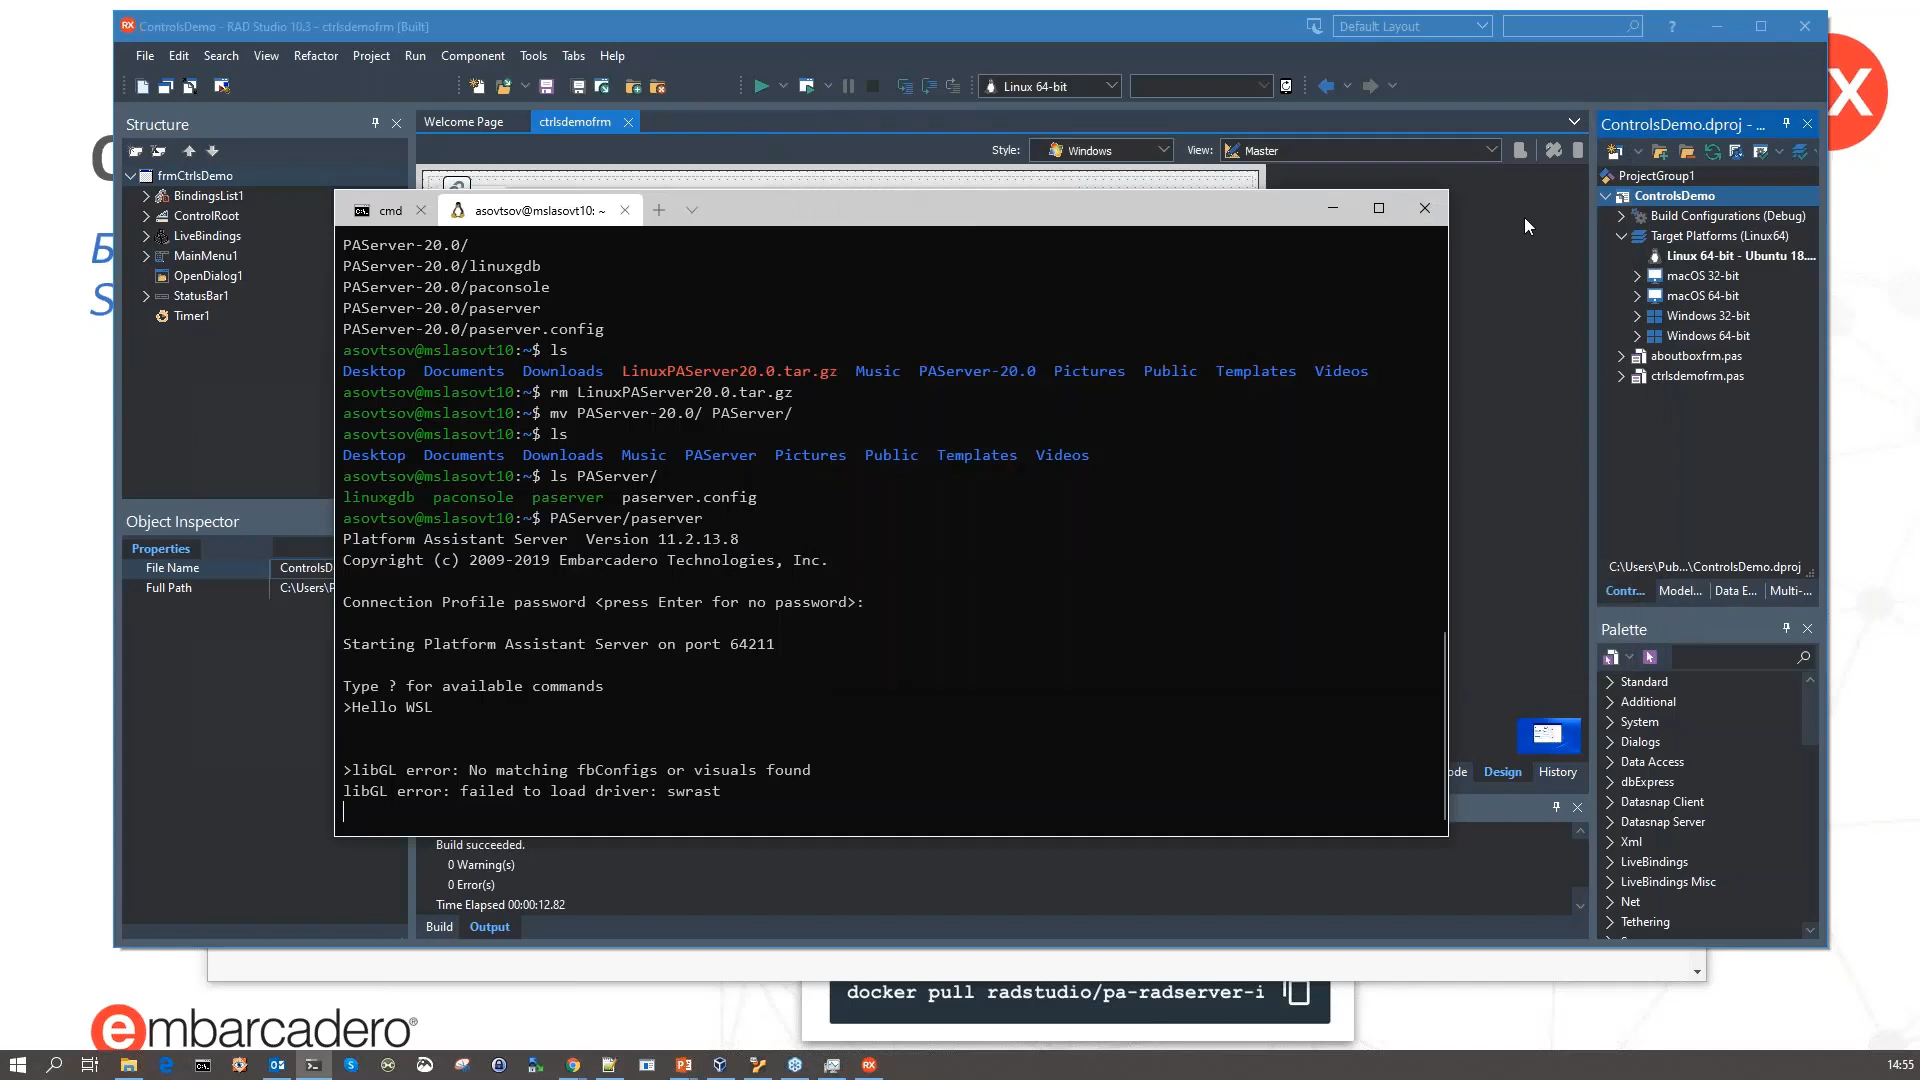 ControlsDemo - RAD Studio 10.3 - ctrlsdemofrm [Built]
Default Layout
File Edit Search View Refactor Project Run Component Tools Tabs Help
Linux 64-bit
Structure
Welcome Page ctrlsdemofrm
Style: Windows View: Master
frmCtrlsDemo
BindingsList1
ControlRoot
LiveBindings
MainMenu1
OpenDialog1
StatusBar1
Timer1
Object Inspector
Properties
File Name ControlsD
Full Path C:\Users\P
cmd asovtsov@mslasovt10: ~
PAServer-20.0/
PAServer-20.0/linuxgdb
PAServer-20.0/paconsole
PAServer-20.0/paserver
PAServer-20.0/paserver.config
asovtsov@mslasovt10:~$ ls
Desktop Documents Downloads LinuxPAServer20.0.tar.gz Music PAServer-20.0 Pictures Public Templates Videos
asovtsov@mslasovt10:~$ rm LinuxPAServer20.0.tar.gz
asovtsov@mslasovt10:~$ mv PAServer-20.0/ PAServer/
asovtsov@mslasovt10:~$ ls
Desktop Documents Downloads Music PAServer Pictures Public Templates Videos
asovtsov@mslasovt10:~$ ls PAServer/
linuxgdb paconsole paserver paserver.config
asovtsov@mslasovt10:~$ PAServer/paserver
Platform Assistant Server Version 11.2.13.8
Copyright (c) 2009-2019 Embarcadero Technologies, Inc.
Connection Profile password <press Enter for no password>:
Starting Platform Assistant Server on port 64211
Type ? for available commands
>Hello WSL
>libGL error: No matching fbConfigs or visuals found
libGL error: failed to load driver: swrast
ode Design History
Build succeeded.
0 Warning(s)
0 Error(s)
Time Elapsed 00:00:12.82
Build Output
ControlsDemo.dproj - ...
ProjectGroup1
ControlsDemo
Build Configurations (Debug)
Target Platforms (Linux64)
Linux 64-bit - Ubuntu 18....
macOS 32-bit
macOS 64-bit
Windows 32-bit
Windows 64-bit
aboutboxfrm.pas
ctrlsdemofrm.pas
C:\Users\Pub...\ControlsDemo.dproj
Contr... Model... Data E... Multi-...
Palette
Standard
Additional
System
Dialogs
Data Access
dbExpress
Datasnap Client
Datasnap Server
Xml
LiveBindings
LiveBindings Misc
Net
Tethering
docker pull radstudio/pa-radserver-i
embarcadero®
14:55